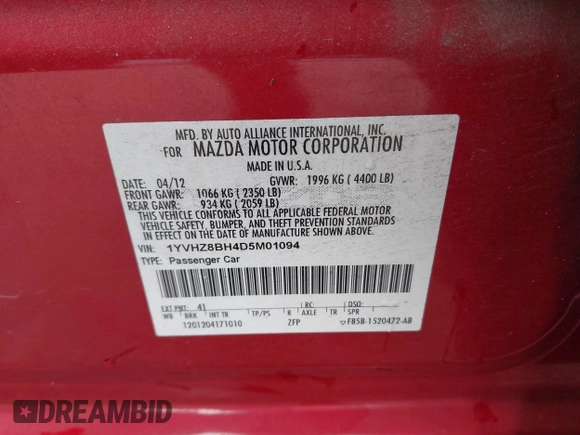 MFD. BY AUTO ALLIANCE INTERNATIONAL, INC.
FOR MAZDA MOTOR CORPORATION
MADE IN U.S.A.
DATE: 04/12 GVWR: 1996 KG ( 4400 LB)
FRONT GAWR: 1066 KG ( 2350 LB)
REAR GAWR: 934 KG ( 2059 LB)
THIS VEHICLE CONFORMS TO ALL APPLICABLE FEDERAL MOTOR
VEHICLE SAFETY, BUMPER, AND THEFT PREVENTION STANDARDS
IN EFFECT ON THE DATE OF MANUFACTURE SHOWN ABOVE.
VIN: 1YVHZ8BH4D5M01094
TYPE: Passenger Car
EXT PNT: 41 RC: DSO:
WB BRK INT TR TP/PS R AXLE TR SPR
1201204171010 ZFP ▽FB5B-1520472-AB
DREAMBID